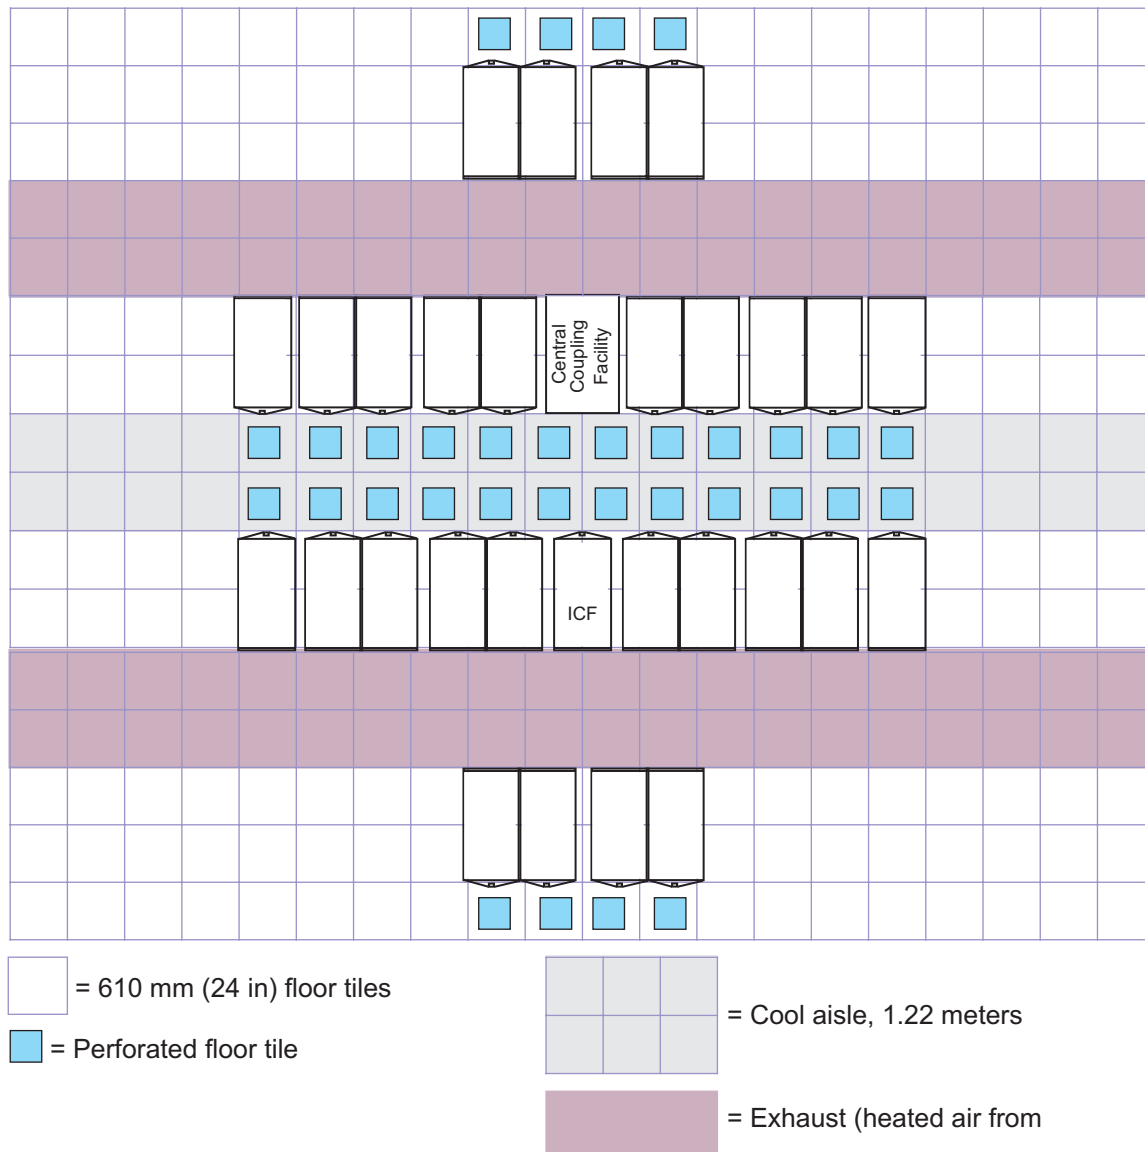 Central
Coupling
Facility
ICF
= 610 mm (24 in) floor tiles
= Perforated floor tile
= Cool aisle, 1.22 meters
= Exhaust (heated air from